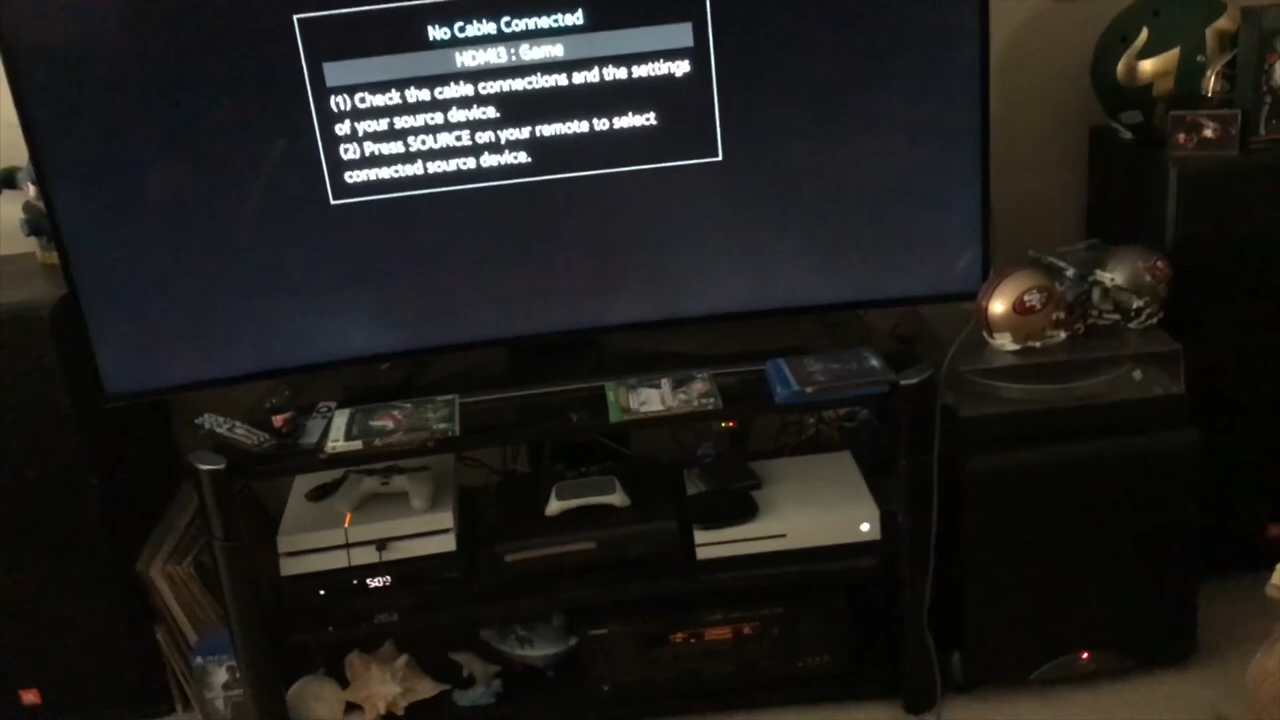 No Cable Connected
HDMI3 : Game
(1) Check the cable connections and the settings
of your source device.
(2) Press SOURCE on your remote to select
connected source device.
5:09